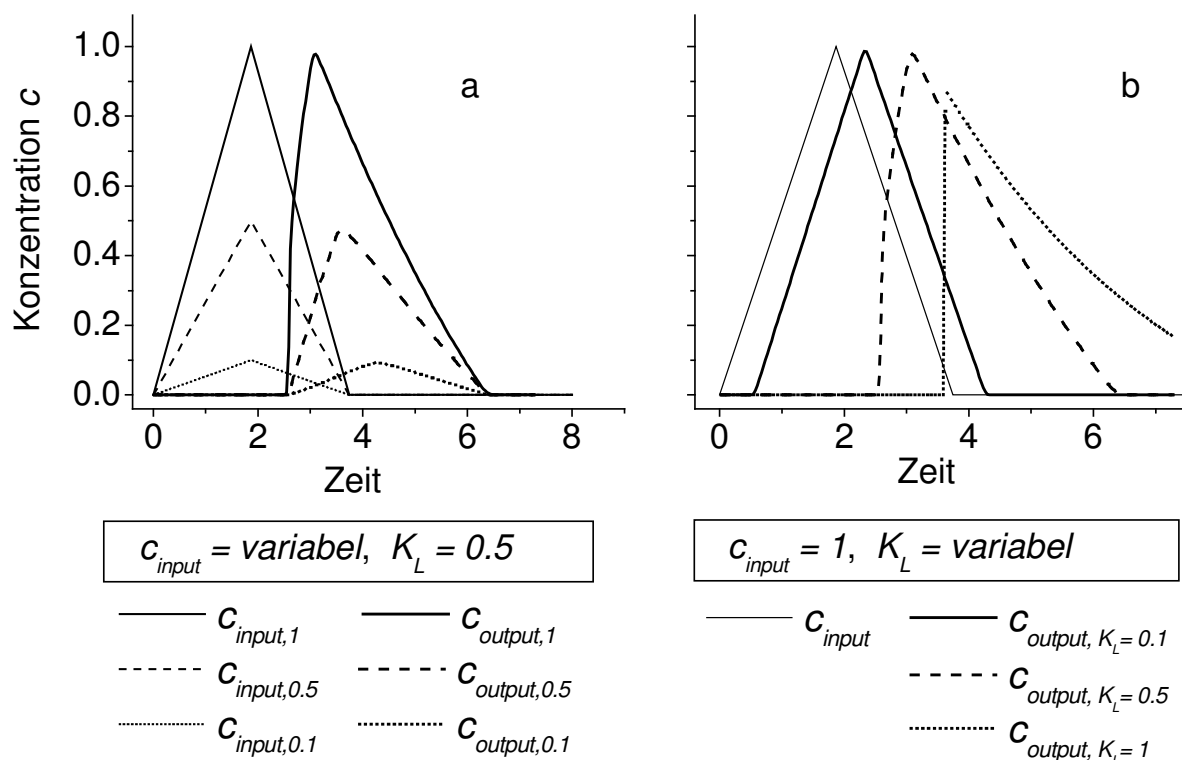 a
1.0
0.8
0.6
0.4
0.2
0.0
Konzentration c
0 2 4 6 8
Zeit
b
0 2 4 6
Zeit
c_input = variabel, K_L = 0.5
c_input,1 c_output,1
c_input,0.5 c_output,0.5
c_input,0.1 c_output,0.1
c_input = 1, K_L = variabel
c_input c_output, K_L = 0.1
c_output, K_L = 0.5
c_output, K_L = 1